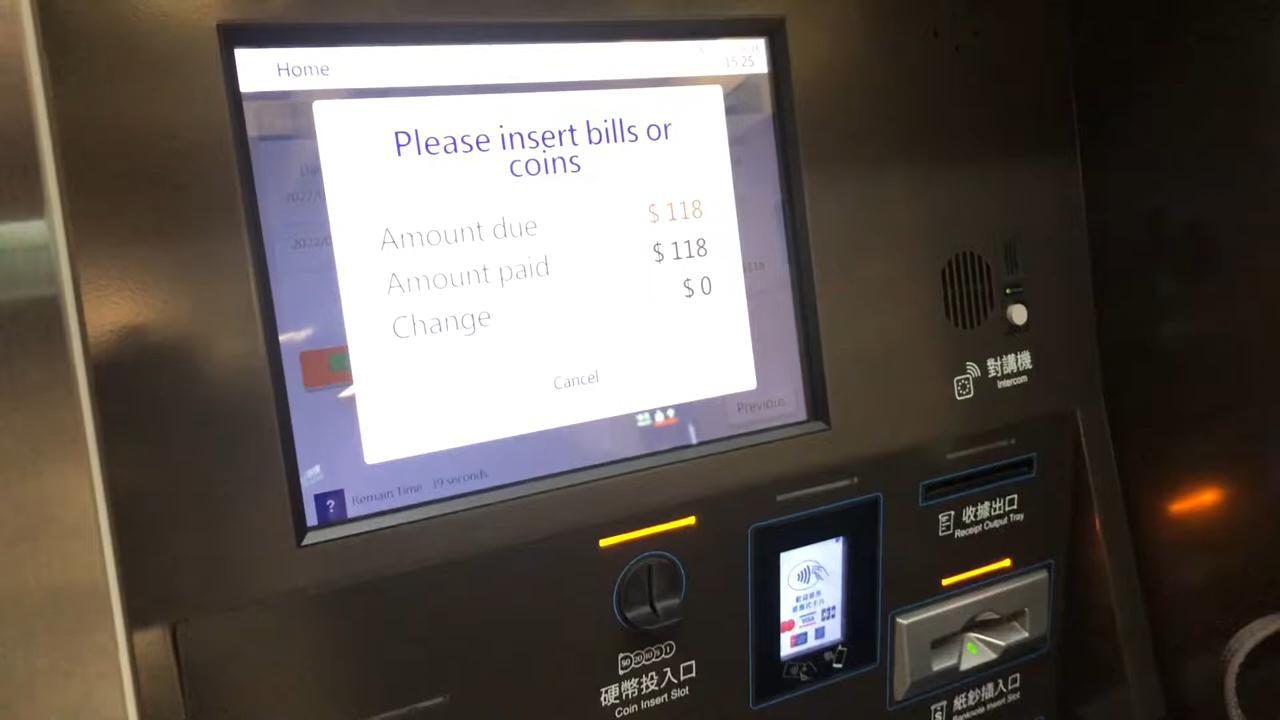 Home
15:25
Please insert bills or
coins
Amount due $ 118
Amount paid $ 118
Change $ 0
Cancel
Previous
? Remain Time 39 seconds
對講機
Intercom
收據出口
Receipt Output Tray
VISA
JCB
硬幣投入口
Coin Insert Slot
紙鈔插入口
Banknote Insert Slot